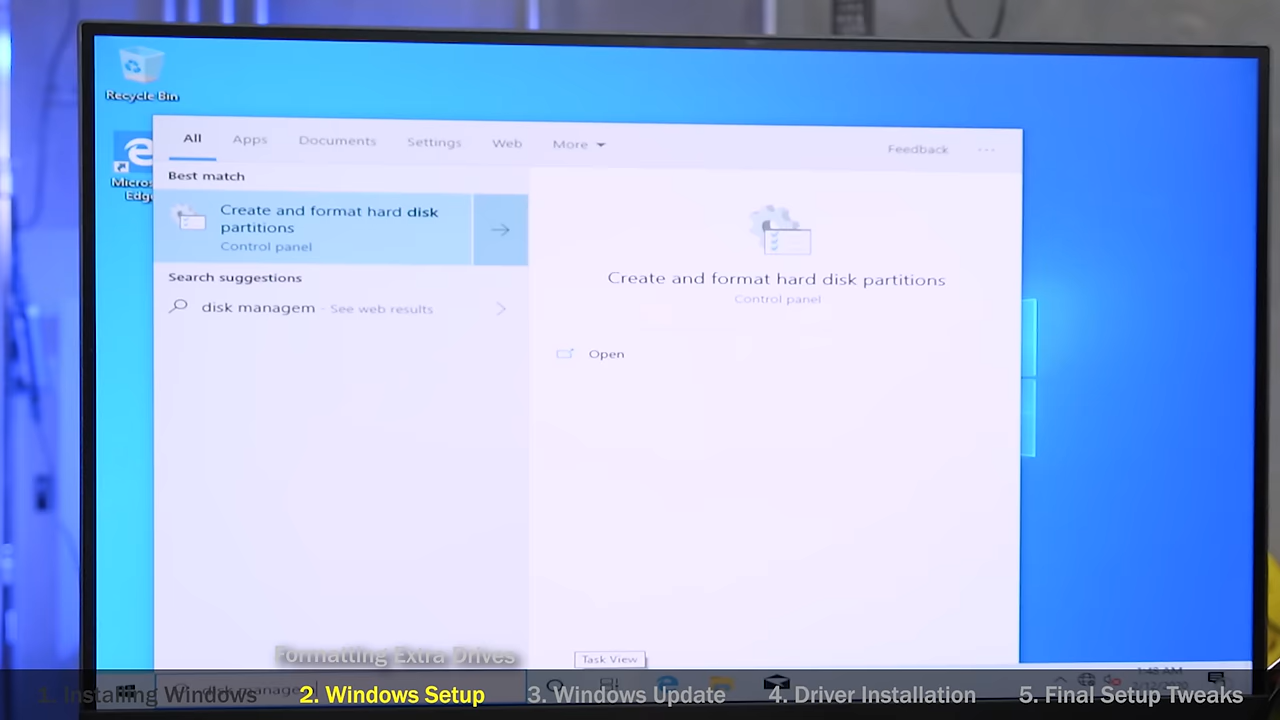 Recycle Bin
Micros
Edge
All Apps Documents Settings Web More Feedback
Best match
Create and format hard disk
partitions
Control panel
Search suggestions
disk managem - See web results
Create and format hard disk partitions
Control panel
Open
Formatting Extra Drives
Task View
1. Installing Windows 2. Windows Setup 3. Windows Update 4. Driver Installation 5. Final Setup Tweaks